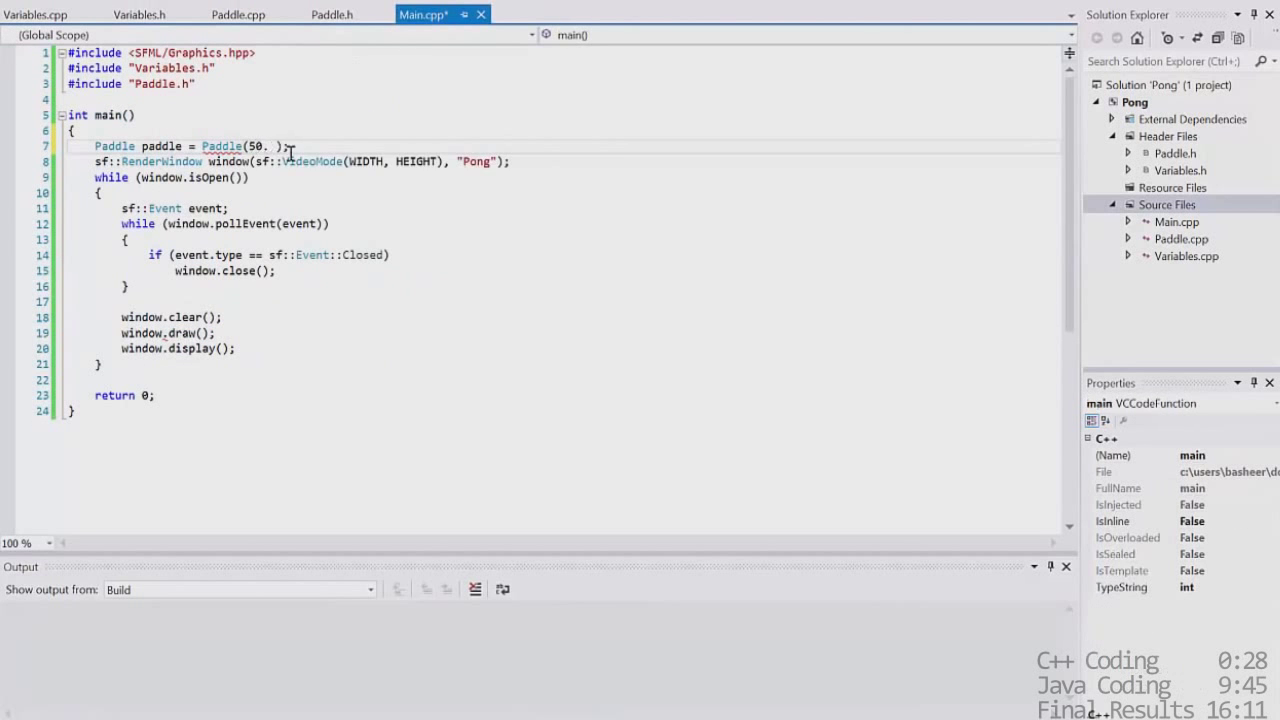 Variables.cpp Variables.h Paddle.cpp Paddle.h Main.cpp*
(Global Scope) main()
1 #include <SFML/Graphics.hpp>
2 #include "Variables.h"
3 #include "Paddle.h"
4
5 int main()
6 {
7 Paddle paddle = Paddle(50. );
8 sf::RenderWindow window(sf::VideoMode(WIDTH, HEIGHT), "Pong");
9 while (window.isOpen())
10 {
11 sf::Event event;
12 while (window.pollEvent(event))
13 {
14 if (event.type == sf::Event::Closed)
15 window.close();
16 }
17
18 window.clear();
19 window.draw();
20 window.display();
21 }
22
23 return 0;
24 }
100 %
Output
Show output from: Build
Solution Explorer
Search Solution Explorer (Ctrl+;)
Solution 'Pong' (1 project)
Pong
External Dependencies
Header Files
Paddle.h
Variables.h
Resource Files
Source Files
Main.cpp
Paddle.cpp
Variables.cpp
Properties
main VCCodeFunction
C++
(Name) main
File c:\users\basheer\do
FullName main
IsInjected False
IsInline False
IsOverloaded False
IsSealed False
IsTemplate False
TypeString int
C++ Coding 0:28
Java Coding 9:45
Final Results 16:11
C++